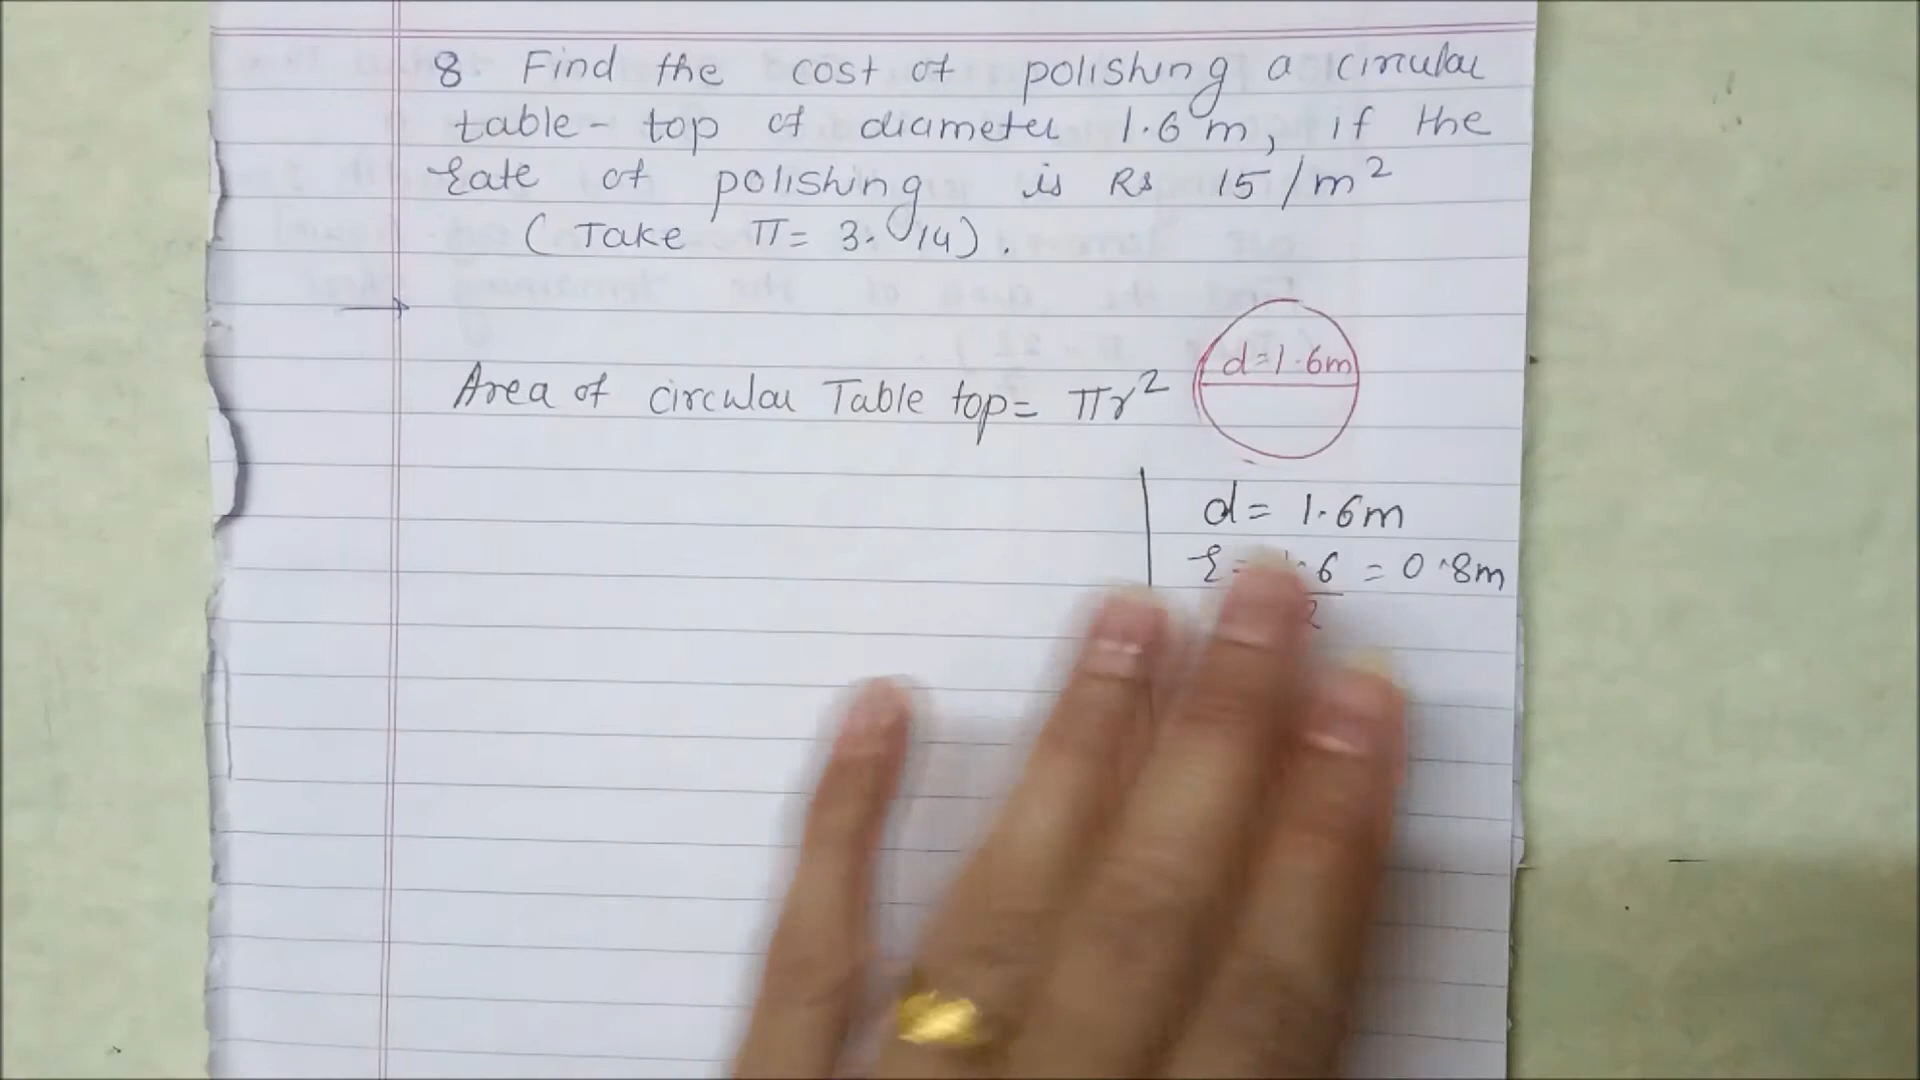 8 Find the cost of polishing a circular
table-top of diameter 1.6 m, if the
rate of polishing is Rs 15/m²
(Take π = 3.14).
d=1.6m
Area of circular Table top = πr²
d = 1.6m
r = 1.6 = 0.8m
2